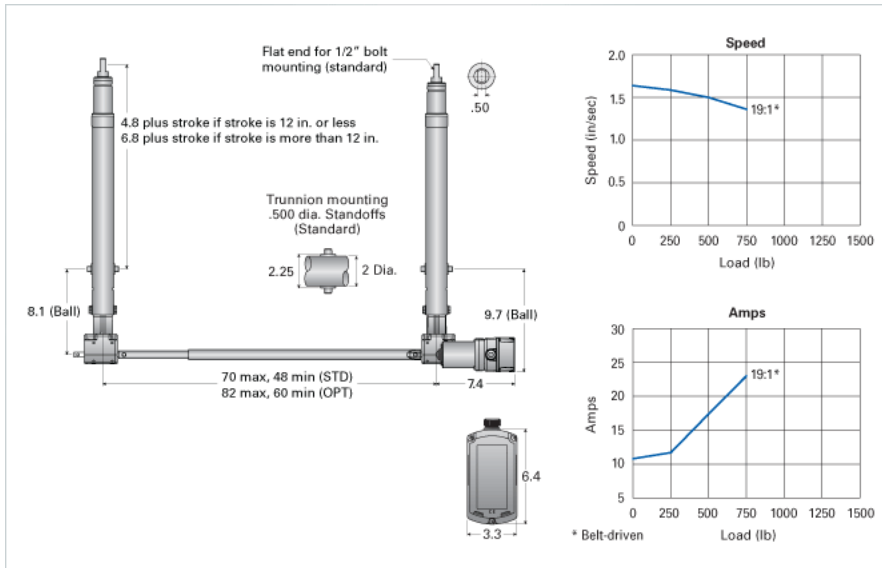 Flat end for 1/2" bolt
mounting (standard)
.50
4.8 plus stroke if stroke is 12 in. or less
6.8 plus stroke if stroke is more than 12 in.
Trunnion mounting
.500 dia. Standoffs
(Standard)
2.25
2 Dia.
8.1 (Ball)
9.7 (Ball)
70 max, 48 min (STD)
82 max, 60 min (OPT)
7.4
6.4
3.3
Speed
Speed (in/sec)
2.0
1.5
1.0
0.5
0
19:1*
0 250 500 750 1000 1250 1500
Load (lb)
Amps
Amps
30
25
20
15
10
5
19:1*
0 250 500 750 1000 1250 1500
* Belt-driven
Load (lb)